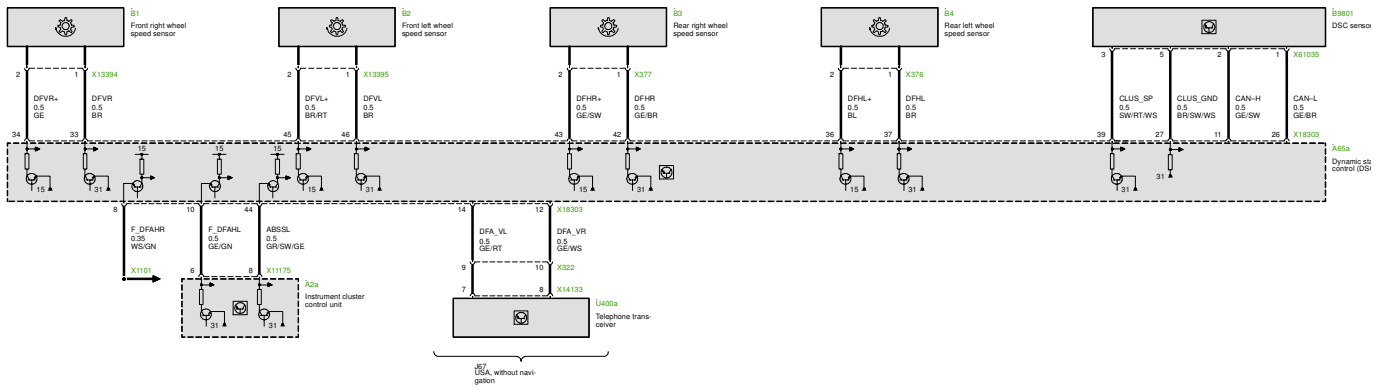 B1
Front right wheel
speed sensor
B2
Front left wheel
speed sensor
B3
Rear right wheel
speed sensor
B4
Rear left wheel
speed sensor
B9801
DSC sensor
2 1 X13394
2 1 X13395
2 1 X377
2 1 X376
3 5 2 1 X61035
DFVR+
0.5
GE
DFVR
0.5
BR
DFVL+
0.5
BR/RT
DFVL
0.5
BR
DFHR+
0.5
GE/SW
DFHR
0.5
GE/BR
DFHL+
0.5
BL
DFHL
0.5
BR
CLUS_SP
0.5
SW/RT/WS
CLUS_GND
0.5
BR/SW/WS
CAN–H
0.5
GE/SW
CAN–L
0.5
GE/BR
34 33 45 46 43 42 36 37 39 27 11 26 X18303
A65a
Dynamic sta
control (DS
15 15 15
15 31 15 31 15 31 15 31 31 31
8 10 44 14 12 X18303
F_DFAHR
0.35
WS/GN
F_DFAHL
0.5
GE/GN
ABSSL
0.5
GR/SW/GE
DFA_VL
0.5
GE/RT
DFA_VR
0.5
GE/WS
X1101
6 8 X11175
9 10 X322
7 8 X14133
A2a
Instrument cluster
control unit
31 31
U400a
Telephone trans-
ceiver
J67
USA, without navi-
gation